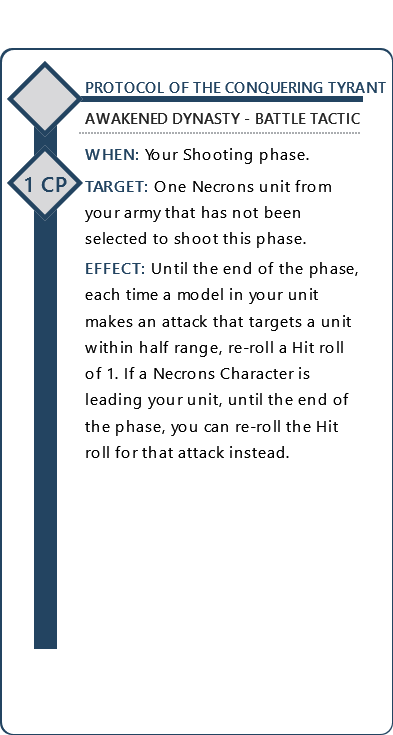 PROTOCOL OF THE CONQUERING TYRANT
AWAKENED DYNASTY - BATTLE TACTIC
WHEN: Your Shooting phase.
1 CP
TARGET: One Necrons unit from
your army that has not been
selected to shoot this phase.
EFFECT: Until the end of the phase,
each time a model in your unit
makes an attack that targets a unit
within half range, re-roll a Hit roll
of 1. If a Necrons Character is
leading your unit, until the end of
the phase, you can re-roll the Hit
roll for that attack instead.